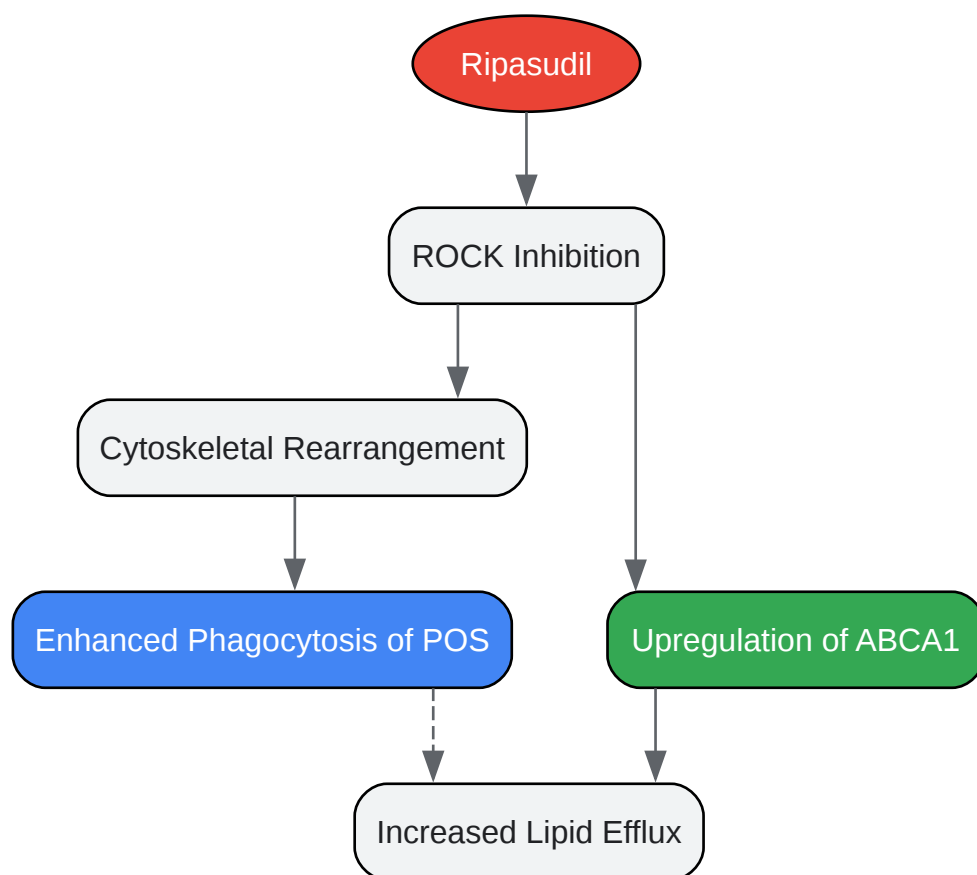 Ripasudil
ROCK Inhibition
Cytoskeletal Rearrangement
Enhanced Phagocytosis of POS
Upregulation of ABCA1
Increased Lipid Efflux